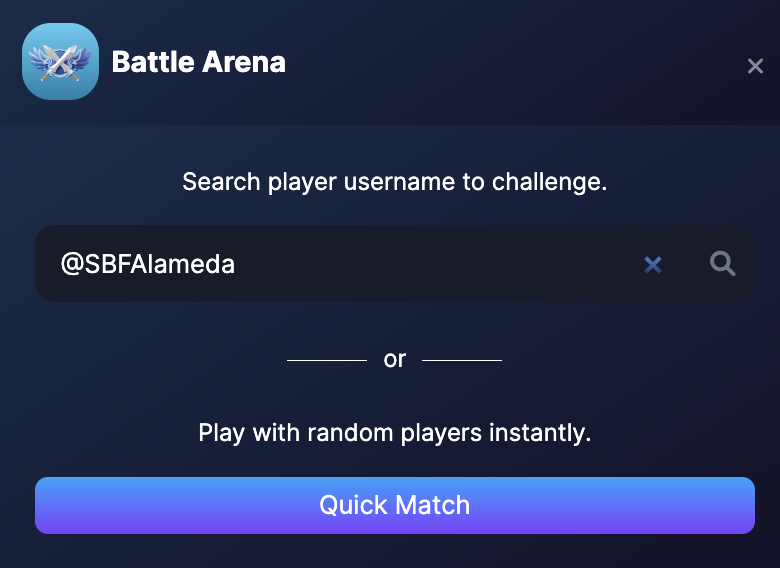 Battle Arena
Search player username to challenge.
@SBFAlameda
or
Play with random players instantly.
Quick Match